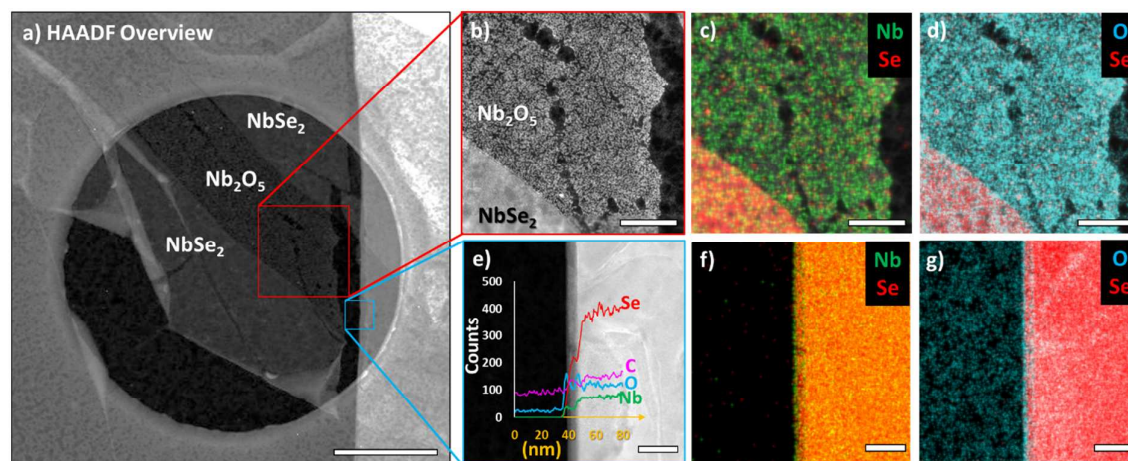 a) HAADF Overview
NbSe₂
Nb₂O₅
NbSe₂
b)
Nb₂O₅
NbSe₂
c)
Nb
Se
d)
O
Se
e)
500
400
300
200
100
0
Counts
Se
C
O
Nb
0 20 40 60 80
(nm)
f)
Nb
Se
g)
O
Se